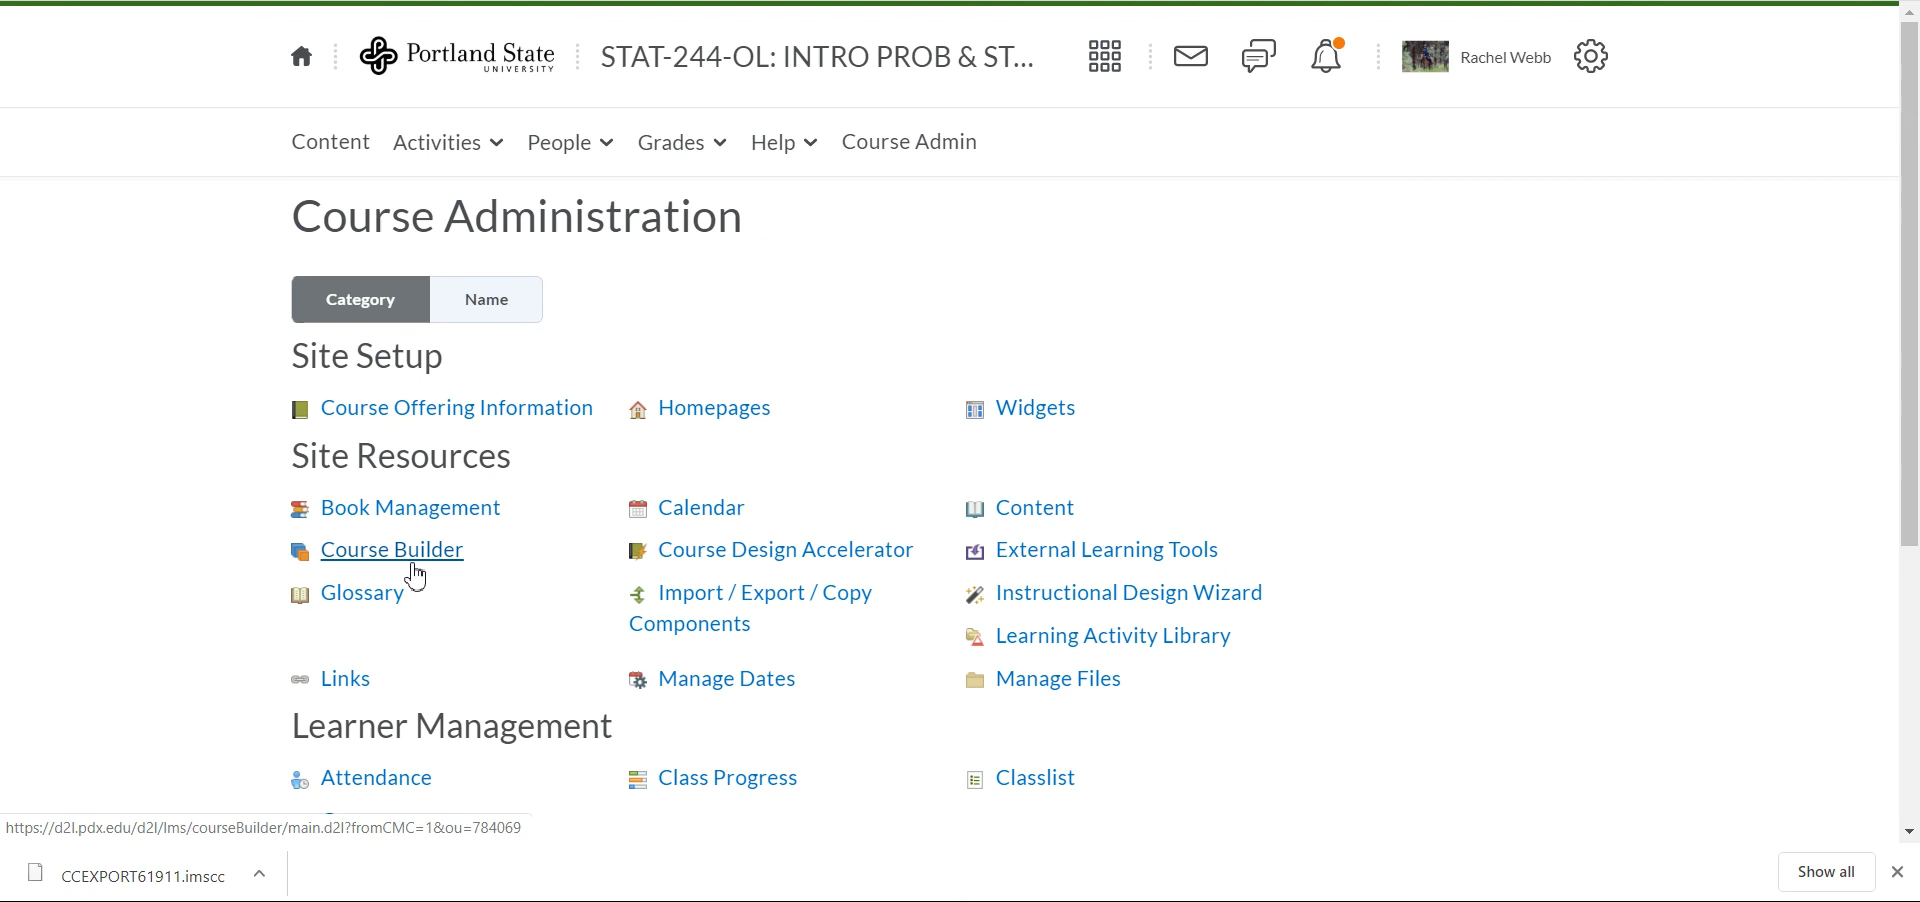 Portland State
UNIVERSITY
STAT-244-OL: INTRO PROB & ST...
Rachel Webb
Content Activities People Grades Help Course Admin
Course Administration
Category Name
Site Setup
Course Offering Information Homepages Widgets
Site Resources
Book Management Calendar Content
Course Builder Course Design Accelerator External Learning Tools
Glossary Import / Export / Copy Instructional Design Wizard
Components
Learning Activity Library
Links Manage Dates Manage Files
Learner Management
Attendance Class Progress Classlist
https://d2l.pdx.edu/d2l/lms/courseBuilder/main.d2l?fromCMC=1&ou=784069
CCEXPORT61911.imscc
Show all